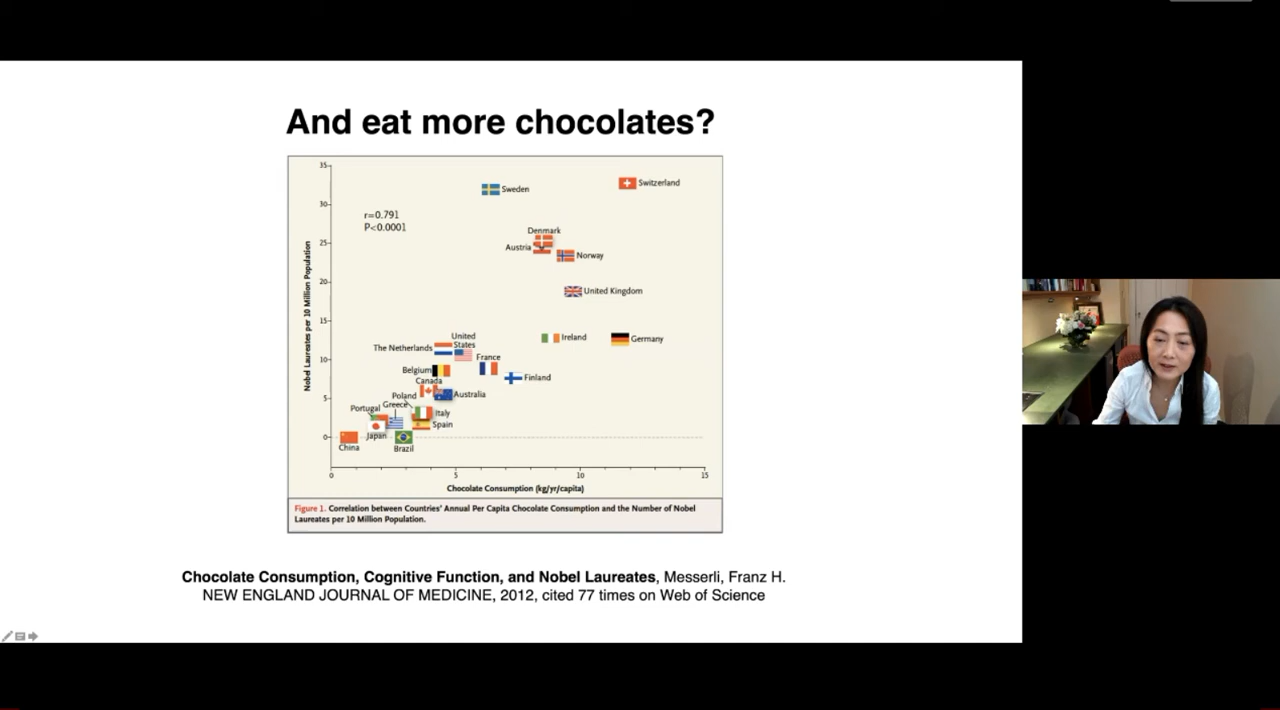 And eat more chocolates?
35
30
25
20
15
10
5
0
Nobel Laureates per 10 Million Population
r=0.791
P<0.0001
Sweden
Switzerland
Denmark
Austria
Norway
United Kingdom
Ireland
Germany
United
States
The Netherlands
France
Belgium
Finland
Canada
Australia
Poland
Greece
Portugal
Italy
Spain
Japan
China
Brazil
0
5
10
15
Chocolate Consumption (kg/yr/capita)
Figure 1. Correlation between Countries' Annual Per Capita Chocolate Consumption and the Number of Nobel
Laureates per 10 Million Population.
Chocolate Consumption, Cognitive Function, and Nobel Laureates, Messerli, Franz H.
NEW ENGLAND JOURNAL OF MEDICINE, 2012, cited 77 times on Web of Science